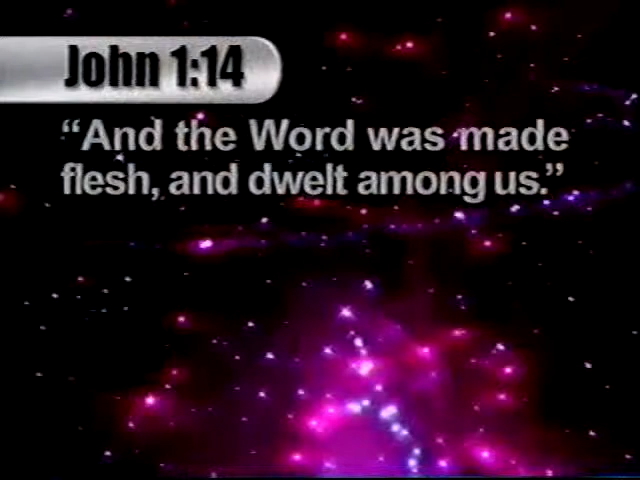 John 1:14
“And the Word was made
flesh, and dwelt among us.”